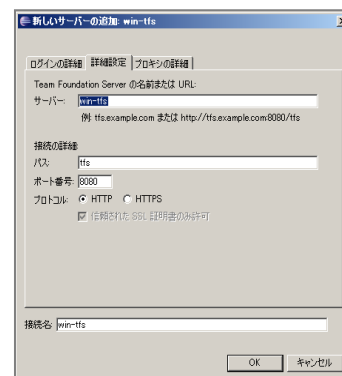 新しいサーバーの追加: win-tfs
ログインの詳細 詳細設定 プロキシの詳細
Team Foundation Server の名前または URL:
サーバー: win-tfs
例: tfs.example.com または http://tfs.example.com:8080/tfs
接続の詳細:
パス: tfs
ポート番号: 8080
プロトコル: HTTP HTTPS
信頼された SSL 証明書のみ許可
接続名: win-tfs
OK キャンセル